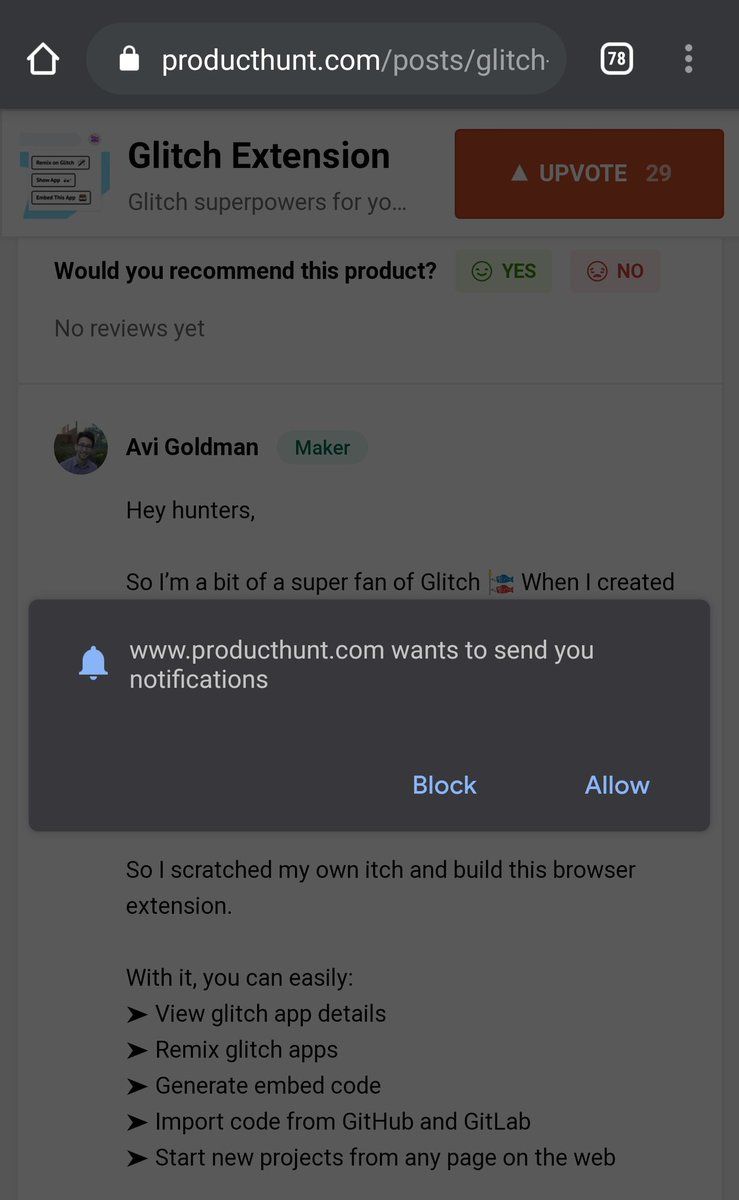 producthunt.com/posts/glitch-
78
Remix on Glitch
Show App
Embed This App
Glitch Extension
Glitch superpowers for yo...
▲ UPVOTE 29
Would you recommend this product?
YES
NO
No reviews yet
Avi Goldman
Maker
Hey hunters,
So I’m a bit of a super fan of Glitch 🎏 When I created
www.producthunt.com wants to send you
notifications
Block
Allow
So I scratched my own itch and build this browser
extension.
With it, you can easily:
➤ View glitch app details
➤ Remix glitch apps
➤ Generate embed code
➤ Import code from GitHub and GitLab
➤ Start new projects from any page on the web